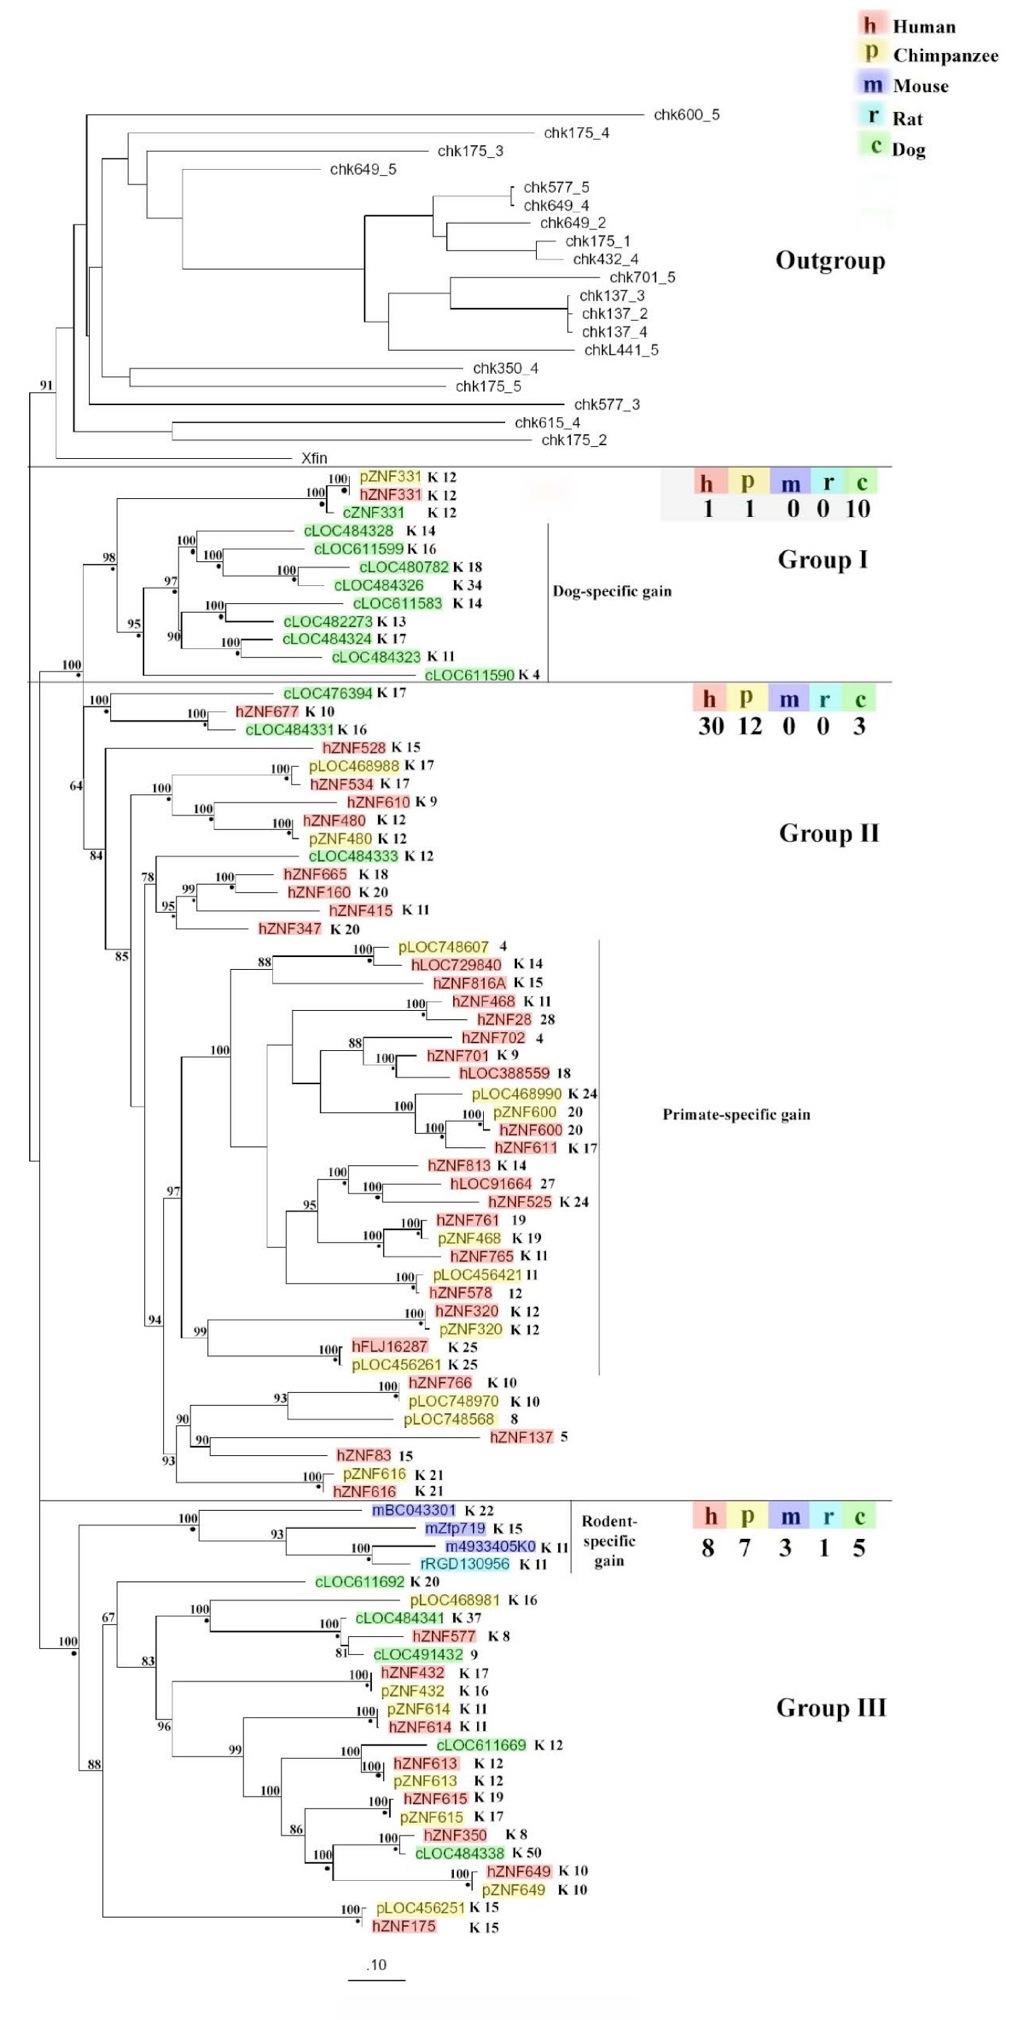 h Human
p Chimpanzee
m Mouse
r Rat
c Dog
chk600_5
chk175_4
chk175_3
chk649_5
chk577_5
chk649_4
chk649_2
chk175_1
chk432_4
Outgroup
chk701_5
chk137_3
chk137_2
chk137_4
chkL441_5
chk350_4
chk175_5
91
chk577_3
chk615_4
chk175_2
Xfin
100 pZNF331 K 12
h p m r c
100 hZNF331 K 12
1 1 0 0 10
cZNF331 K 12
cLOC484328 K 14
100
cLOC611599 K 16
98 100
Group I
cLOC480782 K 18
97 100
cLOC484326 K 34
Dog-specific gain
100 cLOC611583 K 14
95
cLOC482273 K 13
90
cLOC484324 K 17
100
cLOC484323 K 11
100
cLOC611590 K 4
cLOC476394 K 17
h p m r c
100
hZNF677 K 10
100
30 12 0 0 3
cLOC484331 K 16
hZNF528 K 15
pLOC468988 K 17
100
64
hZNF534 K 17
100
hZNF610 K 9
100
hZNF480 K 12
100
Group II
pZNF480 K 12
84
cLOC484333 K 12
78
hZNF665 K 18
100
99
hZNF160 K 20
95
hZNF415 K 11
hZNF347 K 20
85
pLOC748607 4
100
88
hLOC729840 K 14
hZNF816A K 15
hZNF468 K 11
100
hZNF28 28
hZNF702 4
88
100
hZNF701 K 9
100
hLOC388559 18
pLOC468990 K 24
100
pZNF600 20
100
Primate-specific gain
100
hZNF600 20
hZNF611 K 17
hZNF813 K 14
100
hLOC91664 27
97 100
hZNF525 K 24
95
hZNF761 19
100
pZNF468 K 19
100
hZNF765 K 11
pLOC456421 11
100
hZNF578 12
hZNF320 K 12
94 100
99
pZNF320 K 12
hFLJ16287 K 25
100
pLOC456261 K 25
hZNF766 K 10
100
93
pLOC748970 K 10
90
pLOC748568 8
90
hZNF137 5
93
hZNF83 15
pZNF616 K 21
100
hZNF616 K 21
mBC043301 K 22
h p m r c
100
Rodent-
specific
gain
mZfp719 K 15
93
m4933405K0 K 11
8 7 3 1 5
100
rRGD130956 K 11
cLOC611692 K 20
pLOC468981 K 16
67 100
cLOC484341 K 37
100
hZNF577 K 8
100
81
cLOC491432 9
83
hZNF432 K 17
100
pZNF432 K 16
pZNF614 K 11
100
Group III
96
hZNF614 K 11
cLOC611669 K 12
99 100
hZNF613 K 12
88 100
pZNF613 K 12
100
hZNF615 K 19
100
pZNF615 K 17
86
hZNF350 K 8
100
cLOC484338 K 50
100
hZNF649 K 10
100
pZNF649 K 10
pLOC456251 K 15
100
hZNF175 K 15
.10